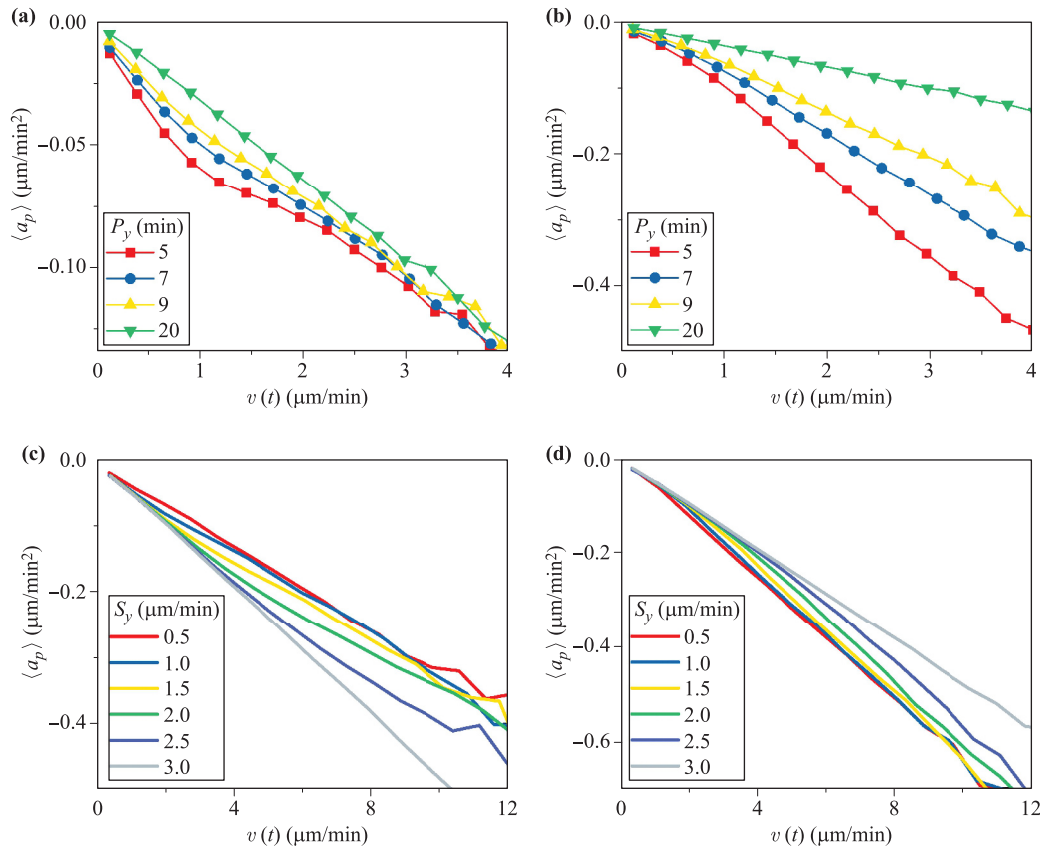 (a)
0.00
−0.05
−0.10
⟨a_p⟩ (μm/min²)
P_y (min)
5
7
9
20
0 1 2 3 4
v (t) (μm/min)
(b)
−0.0
−0.2
−0.4
⟨a_p⟩ (μm/min²)
P_y (min)
5
7
9
20
0 1 2 3 4
v (t) (μm/min)
(c)
0.0
−0.2
−0.4
⟨a_p⟩ (μm/min²)
S_y (μm/min)
0.5
1.0
1.5
2.0
2.5
3.0
0 4 8 12
v (t) (μm/min)
(d)
0.0
−0.2
−0.4
−0.6
⟨a_p⟩ (μm/min²)
S_y (μm/min)
0.5
1.0
1.5
2.0
2.5
3.0
0 4 8 12
v (t) (μm/min)